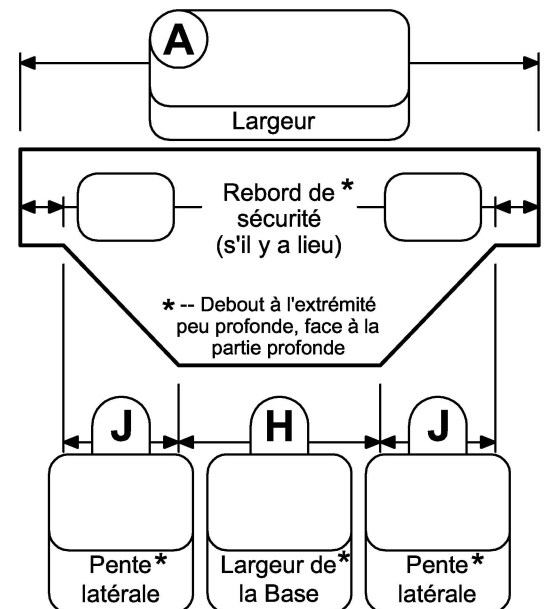 A
Largeur
Rebord de *
sécurité
(s'il y a lieu)
* -- Debout à l'extrémité
peu profonde, face à la
partie profonde
J
H
J
Pente*
latérale
Largeur de*
la Base
Pente*
latérale